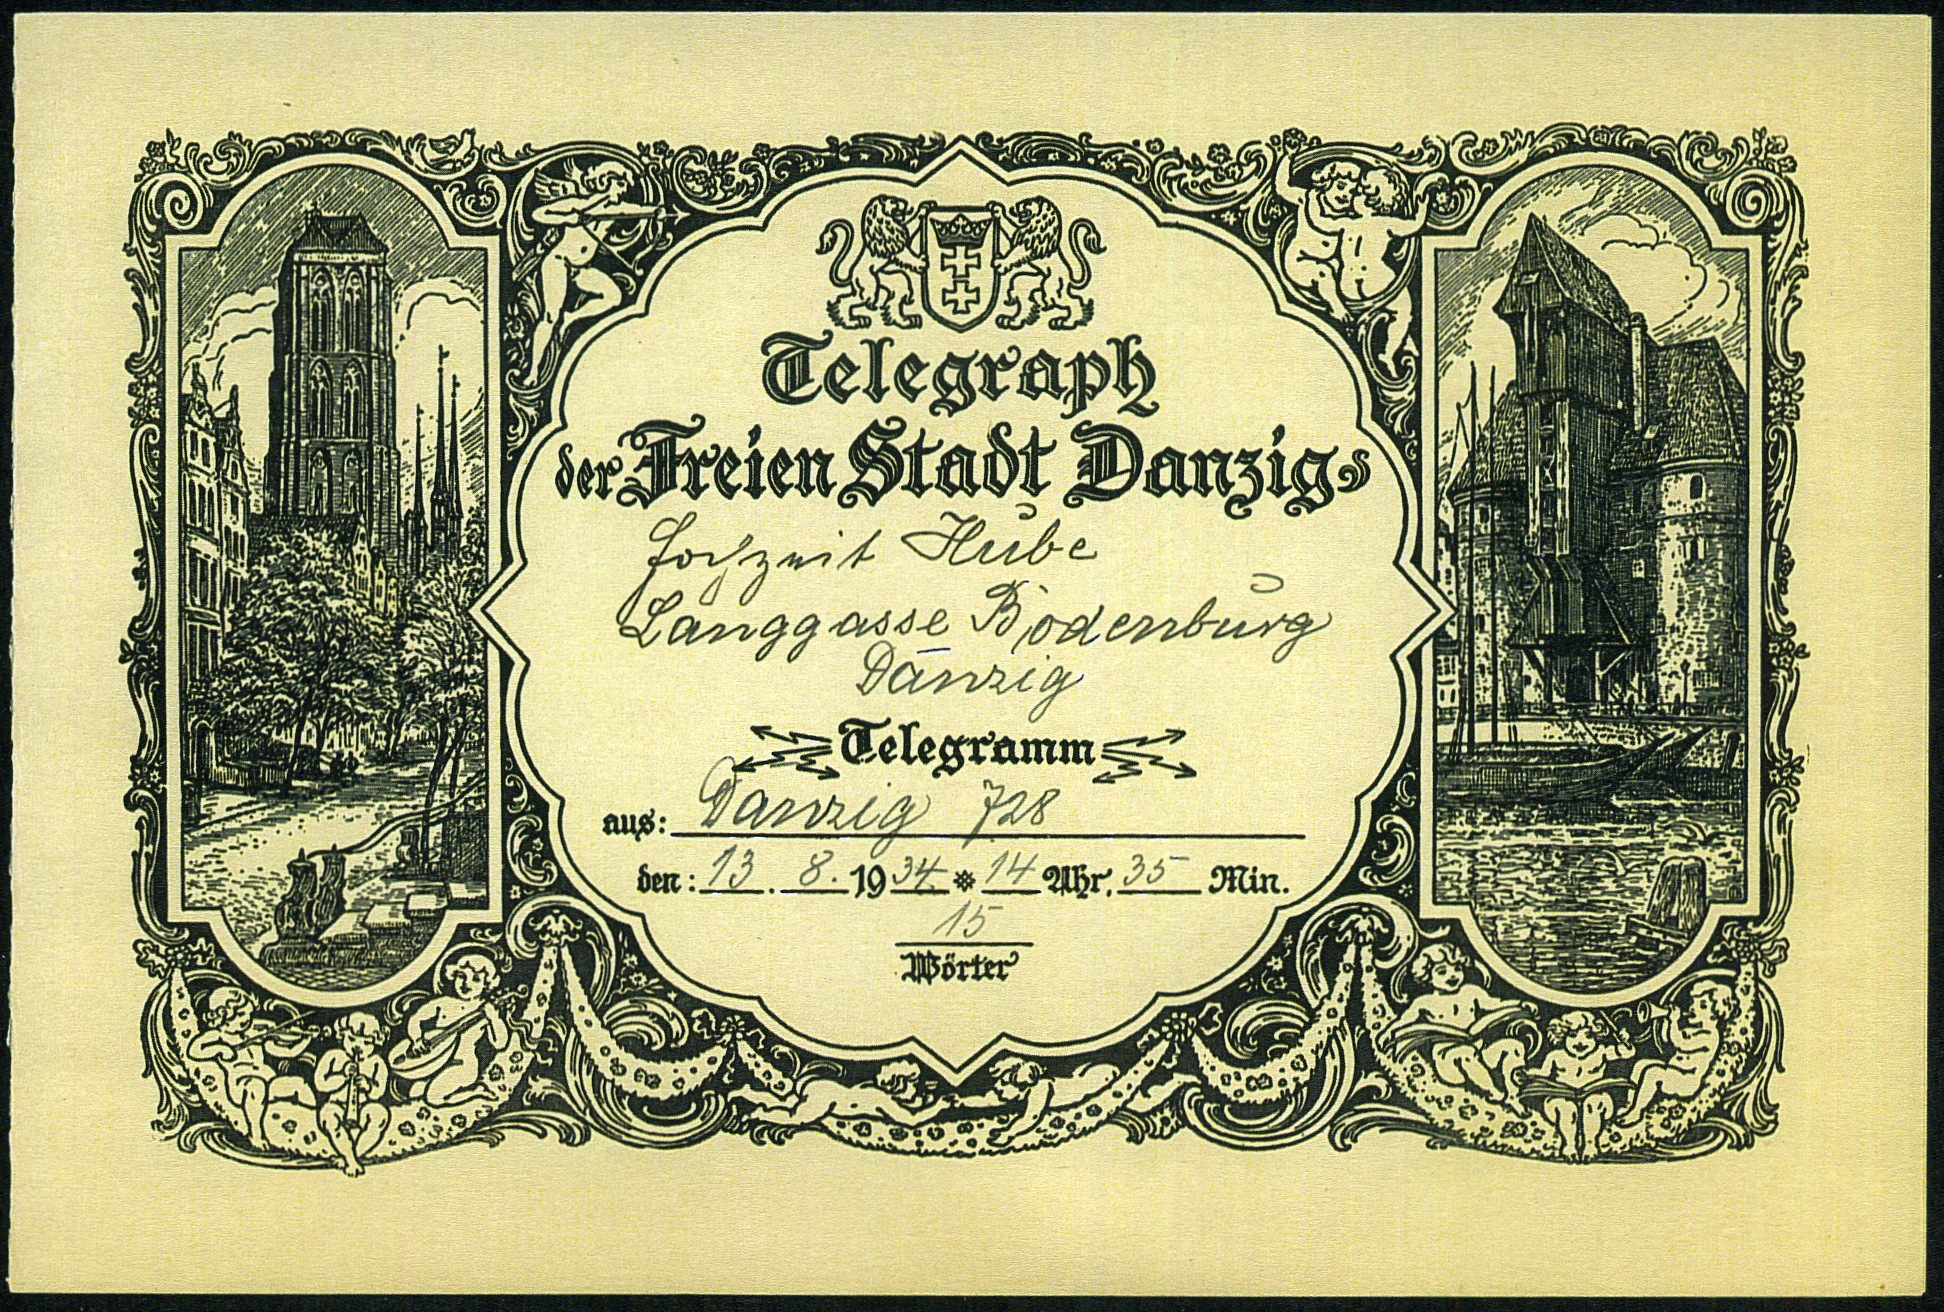 Telegraph
der Freien Stadt Danzig
Hochzeit Hube
Langgasse Bodenburg
Danzig
Telegramm
aus: Danzig 728
den: 13. 8. 1934. * 14 Uhr, 35 Min.
15
Wörter